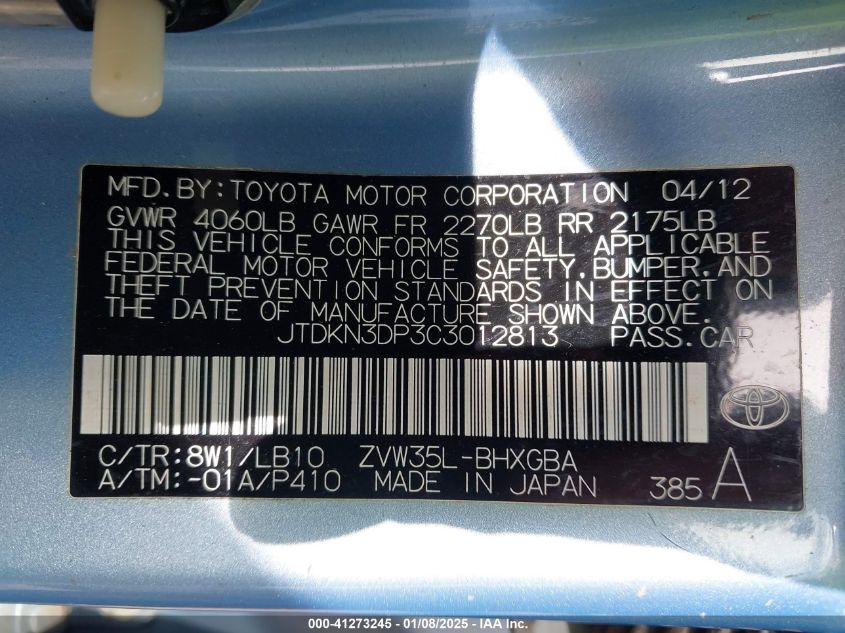 MFD. BY: TOYOTA MOTOR CORPORATION 04/12
GVWR 4060LB GAWR FR 2270LB RR 2175LB
THIS VEHICLE CONFORMS TO ALL APPLICABLE
FEDERAL MOTOR VEHICLE SAFETY, BUMPER, AND
THEFT PREVENTION STANDARDS IN EFFECT ON
THE DATE OF MANUFACTURE SHOWN ABOVE.
JTDKN3DP3C3012813 PASS. CAR
C/TR: 8W1/LB10 ZVW35L-BHXGBA
A/TM: -01A/P410 MADE IN JAPAN 385 A
000-41273245 - 01/08/2025 - IAA Inc.